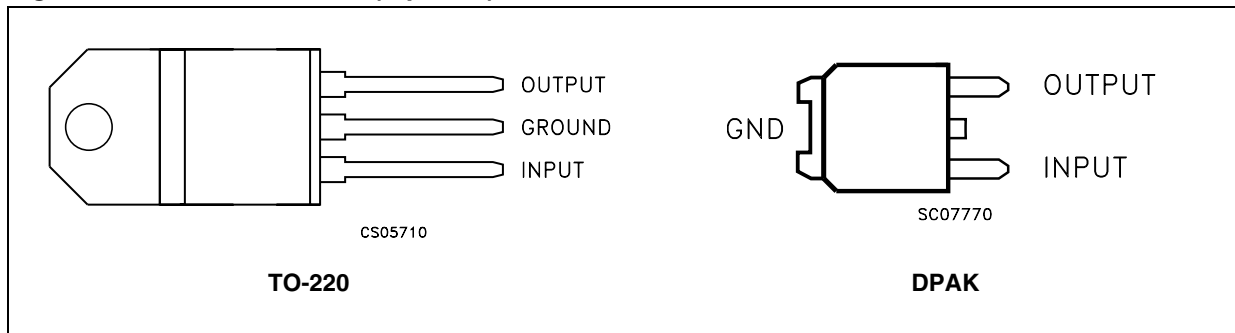 OUTPUT
GROUND
INPUT
CS05710
TO-220
GND
OUTPUT
INPUT
SC07770
DPAK